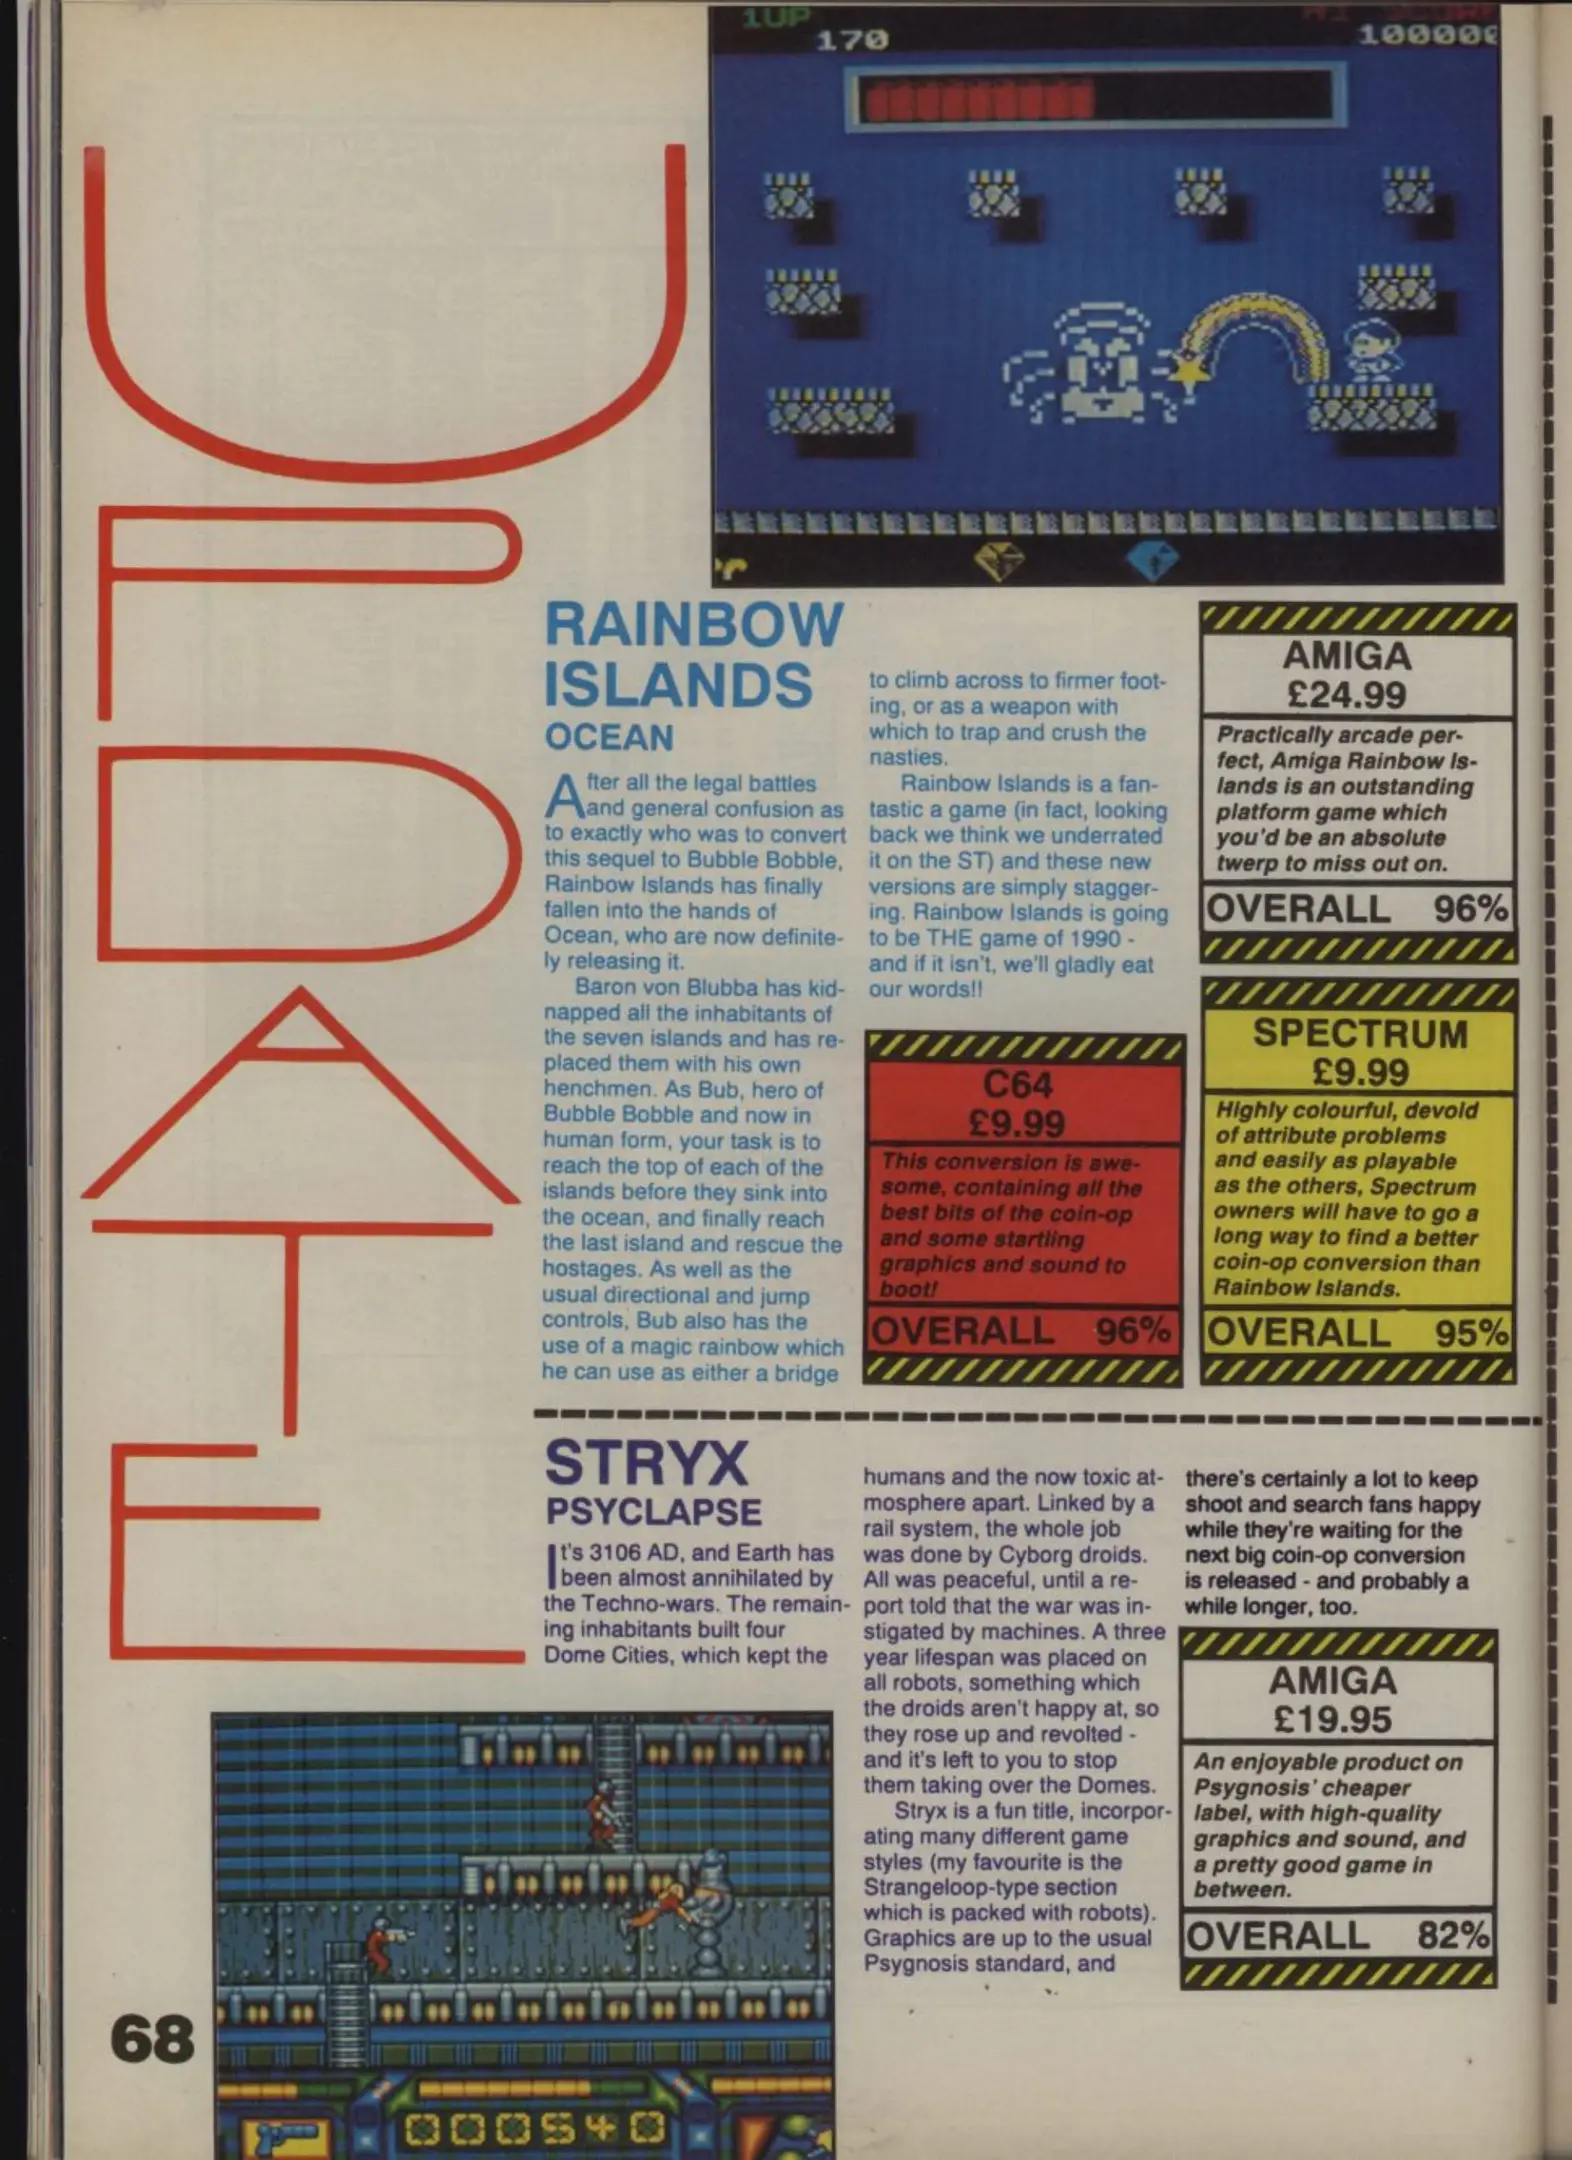 UPDATE
1UP
170
100000
RAINBOW
ISLANDS
OCEAN
After all the legal battles
and general confusion as
to exactly who was to convert
this sequel to Bubble Bobble,
Rainbow Islands has finally
fallen into the hands of
Ocean, who are now definite-
ly releasing it.
Baron von Blubba has kid-
napped all the inhabitants of
the seven islands and has re-
placed them with his own
henchmen. As Bub, hero of
Bubble Bobble and now in
human form, your task is to
reach the top of each of the
islands before they sink into
the ocean, and finally reach
the last island and rescue the
hostages. As well as the
usual directional and jump
controls, Bub also has the
use of a magic rainbow which
he can use as either a bridge
to climb across to firmer foot-
ing, or as a weapon with
which to trap and crush the
nasties.
Rainbow Islands is a fan-
tastic a game (in fact, looking
back we think we underrated
it on the ST) and these new
versions are simply stagger-
ing. Rainbow Islands is going
to be THE game of 1990 -
and if it isn't, we'll gladly eat
our words!!
C64
£9.99
This conversion is awe-
some, containing all the
best bits of the coin-op
and some startling
graphics and sound to
boot!
OVERALL 96%
AMIGA
£24.99
Practically arcade per-
fect, Amiga Rainbow Is-
lands is an outstanding
platform game which
you'd be an absolute
twerp to miss out on.
OVERALL 96%
SPECTRUM
£9.99
Highly colourful, devoid
of attribute problems
and easily as playable
as the others, Spectrum
owners will have to go a
long way to find a better
coin-op conversion than
Rainbow Islands.
OVERALL 95%
STRYX
PSYCLAPSE
It's 3106 AD, and Earth has
been almost annihilated by
the Techno-wars. The remain-
ing inhabitants built four
Dome Cities, which kept the
humans and the now toxic at-
mosphere apart. Linked by a
rail system, the whole job
was done by Cyborg droids.
All was peaceful, until a re-
port told that the war was in-
stigated by machines. A three
year lifespan was placed on
all robots, something which
the droids aren't happy at, so
they rose up and revolted -
and it's left to you to stop
them taking over the Domes.
Stryx is a fun title, incorpor-
ating many different game
styles (my favourite is the
Strangeloop-type section
which is packed with robots).
Graphics are up to the usual
Psygnosis standard, and
there's certainly a lot to keep
shoot and search fans happy
while they're waiting for the
next big coin-op conversion
is released - and probably a
while longer, too.
AMIGA
£19.95
An enjoyable product on
Psygnosis' cheaper
label, with high-quality
graphics and sound, and
a pretty good game in
between.
OVERALL 82%
000540
68